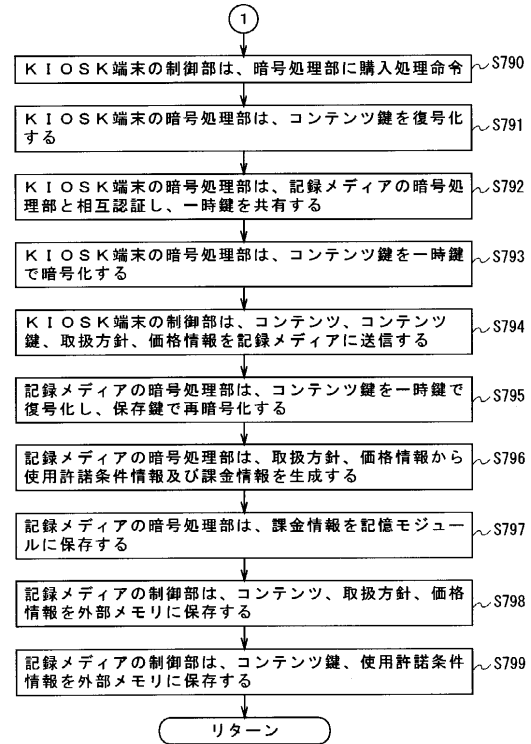 1
KIOSK端末の制御部は、暗号処理部に購入処理命令
S790
KIOSK端末の暗号処理部は、コンテンツ鍵を復号化
する
S791
KIOSK端末の暗号処理部は、記録メディアの暗号処
理部と相互認証し、一時鍵を共有する
S792
KIOSK端末の暗号処理部は、コンテンツ鍵を一時鍵
で暗号化する
S793
KIOSK端末の制御部は、コンテンツ、コンテンツ
鍵、取扱方針、価格情報を記録メディアに送信する
S794
記録メディアの暗号処理部は、コンテンツ鍵を一時鍵で
復号化し、保存鍵で再暗号化する
S795
記録メディアの暗号処理部は、取扱方針、価格情報から
使用許諾条件情報及び課金情報を生成する
S796
記録メディアの暗号処理部は、課金情報を記憶モジュー
ルに保存する
S797
記録メディアの制御部は、コンテンツ、取扱方針、価格
情報を外部メモリに保存する
S798
記録メディアの制御部は、コンテンツ鍵、使用許諾条件
情報を外部メモリに保存する
S799
リターン